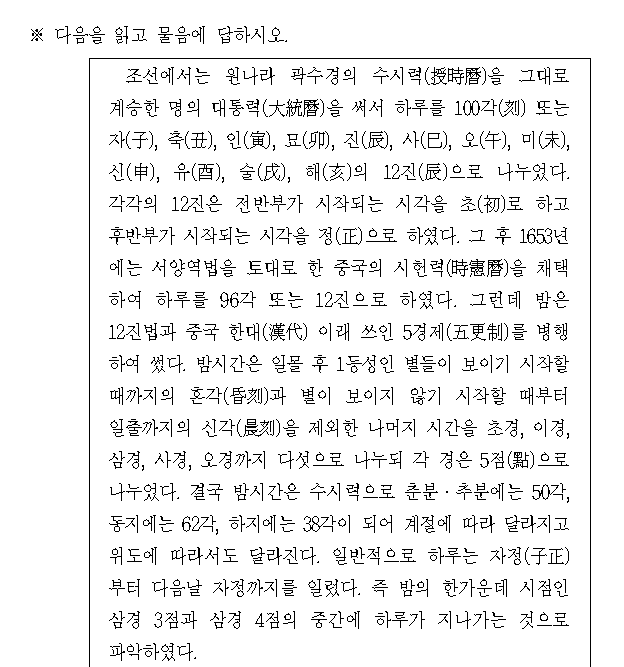 ※ 다음을 읽고 물음에 답하시오.
조선에서는 원나라 곽수경의 수시력(授時曆)을 그대로
계승한 명의 대통력(大統曆)을 써서 하루를 100각(刻) 또는
자(子), 축(丑), 인(寅), 묘(卯), 진(辰), 사(巳), 오(午), 미(未),
신(申), 유(酉), 술(戌), 해(亥)의 12진(辰)으로 나누었다.
각각의 12진은 전반부가 시작되는 시각을 초(初)로 하고
후반부가 시작되는 시각을 정(正)으로 하였다. 그 후 1653년
에는 서양역법을 토대로 한 중국의 시헌력(時憲曆)을 채택
하여 하루를 96각 또는 12진으로 하였다. 그런데 밤은
12진법과 중국 한대(漢代) 이래 쓰인 5경제(五更制)를 병행
하여 썼다. 밤시간은 일몰 후 1등성인 별들이 보이기 시작할
때까지의 혼각(昏刻)과 별이 보이지 않기 시작할 때부터
일출까지의 신각(晨刻)을 제외한 나머지 시간을 초경, 이경,
삼경, 사경, 오경까지 다섯으로 나누되 각 경은 5점(點)으로
나누었다. 결국 밤시간은 수시력으로 춘분·추분에는 50각,
동지에는 62각, 하지에는 38각이 되어 계절에 따라 달라지고
위도에 따라서도 달라진다. 일반적으로 하루는 자정(子正)
부터 다음날 자정까지를 일렀다. 즉 밤의 한가운데 시점인
삼경 3점과 삼경 4점의 중간에 하루가 지나가는 것으로
파악하였다.